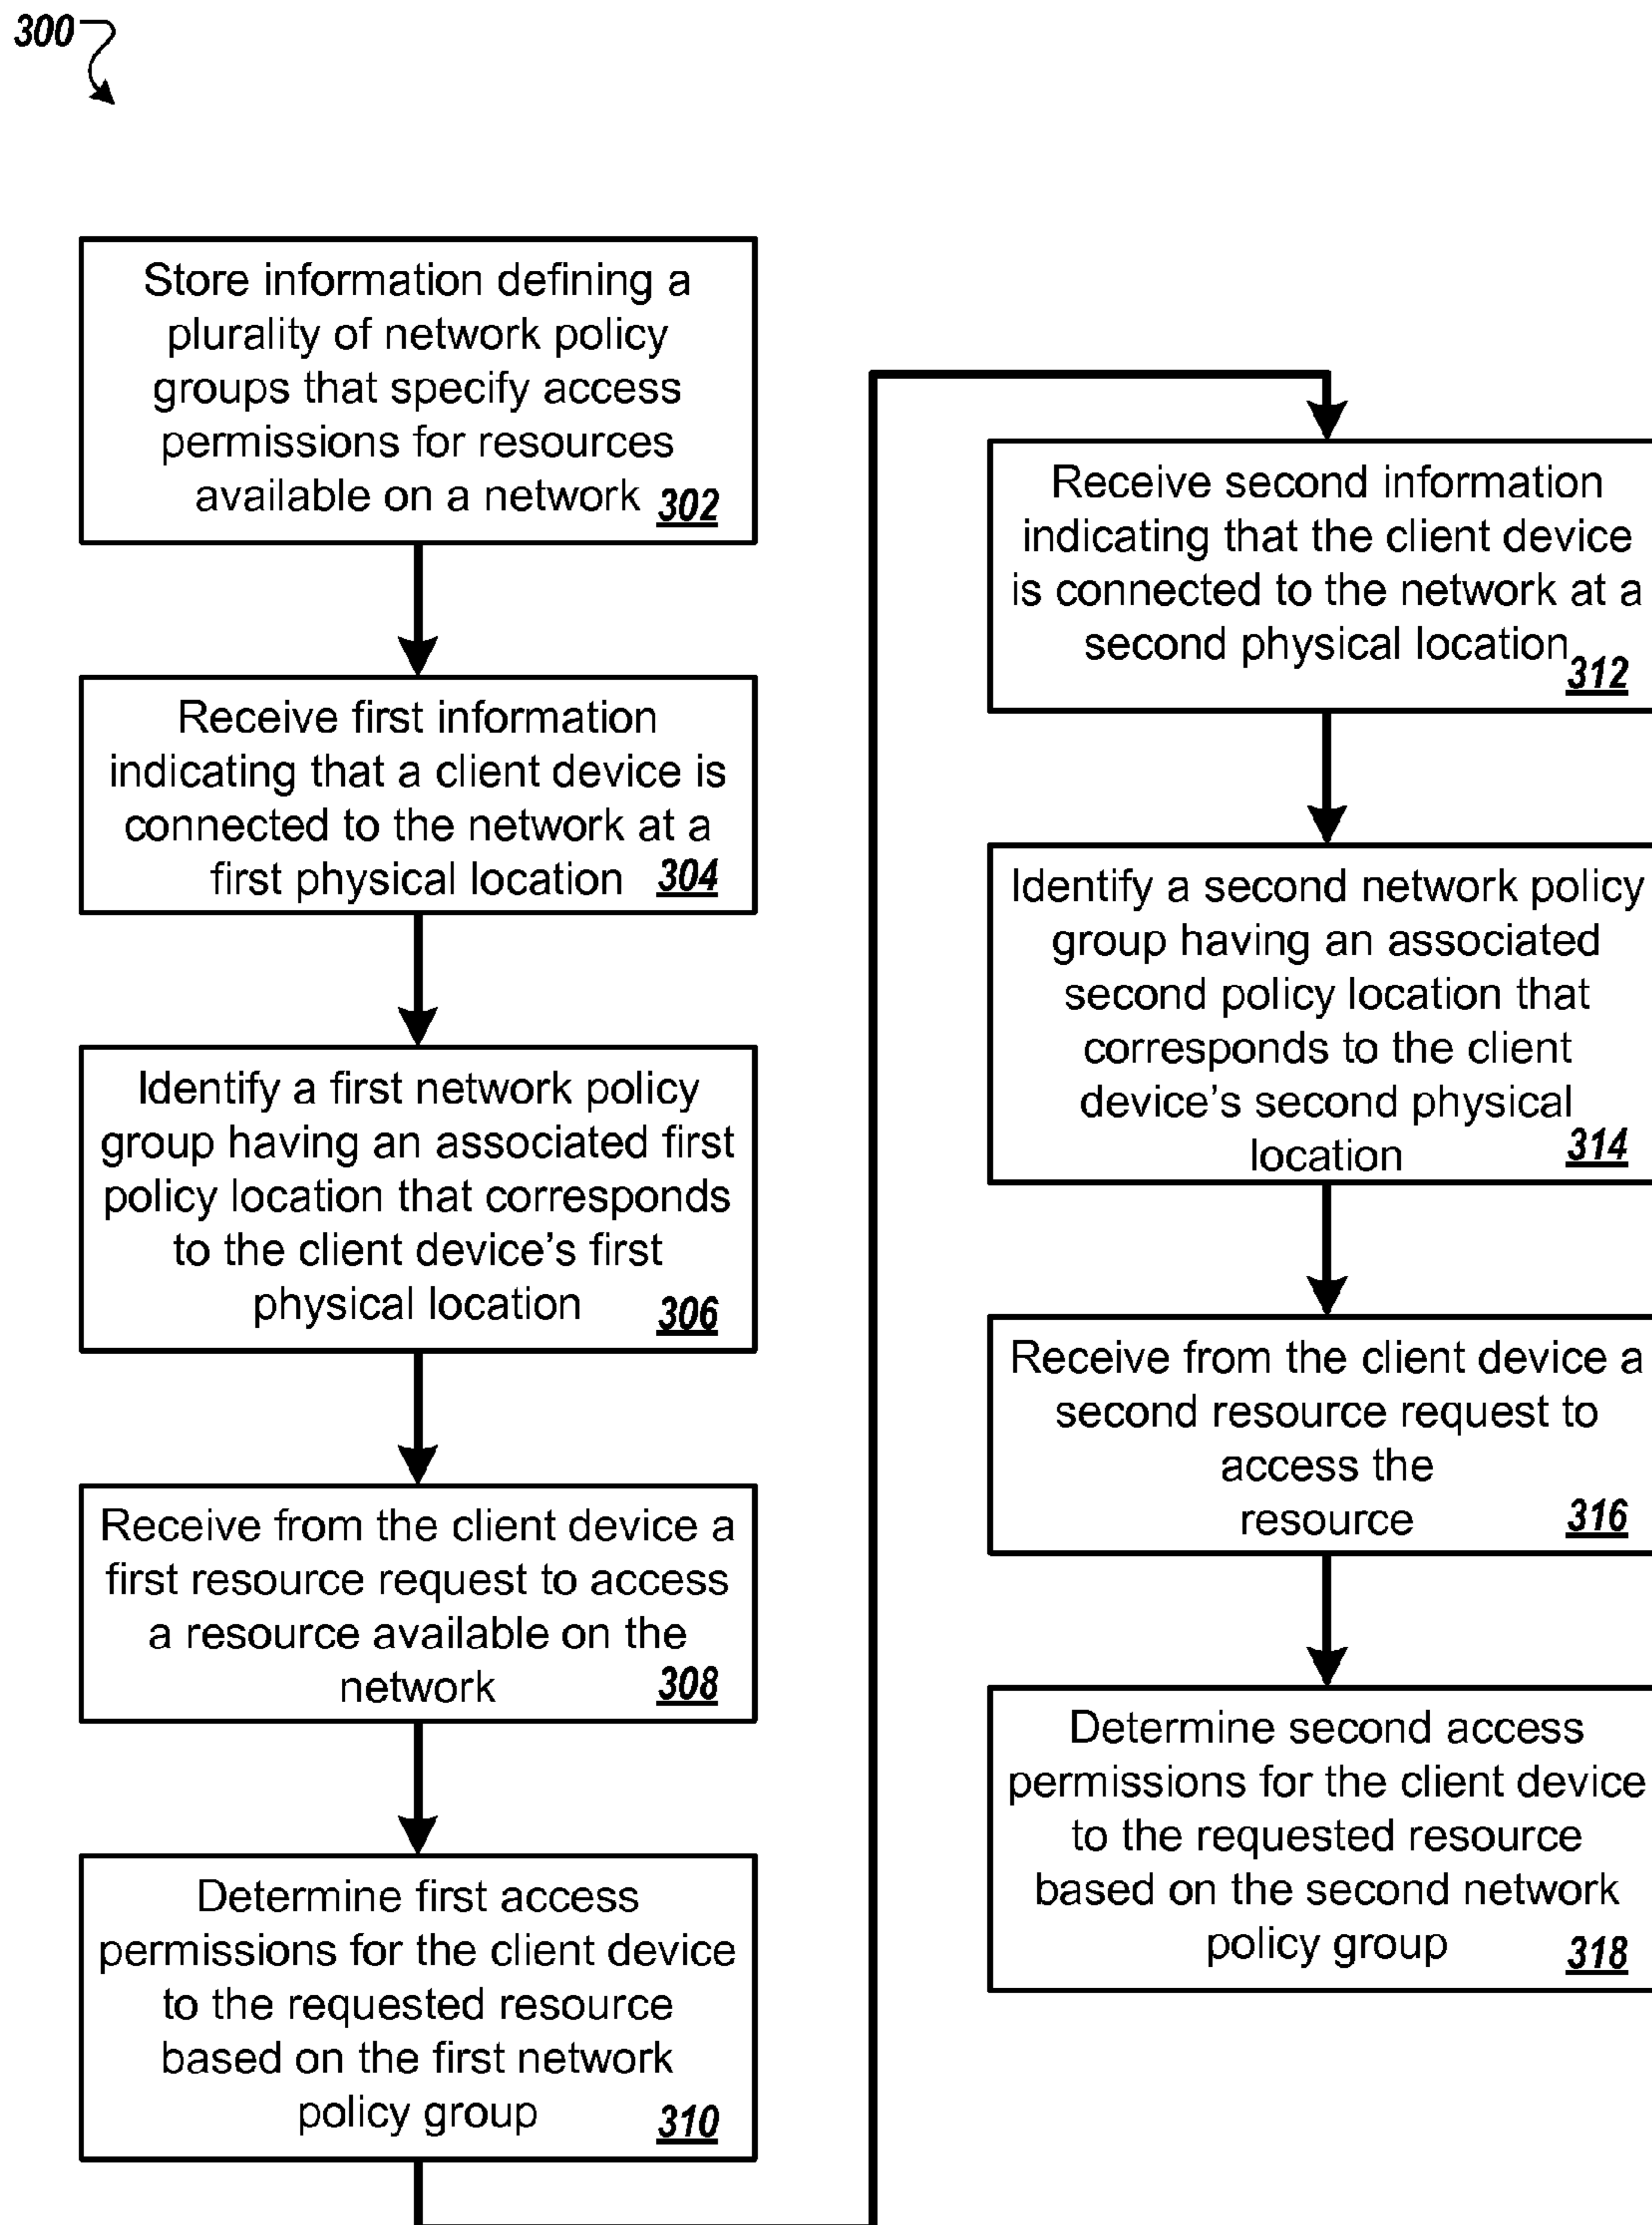 300
Store information defining a
plurality of network policy
groups that specify access
permissions for resources
available on a network 302
Receive first information
indicating that a client device is
connected to the network at a
first physical location 304
Identify a first network policy
group having an associated first
policy location that corresponds
to the client device’s first
physical location 306
Receive from the client device a
first resource request to access
a resource available on the
network 308
Determine first access
permissions for the client device
to the requested resource
based on the first network
policy group 310
Receive second information
indicating that the client device
is connected to the network at a
second physical location 312
Identify a second network policy
group having an associated
second policy location that
corresponds to the client
device’s second physical
location 314
Receive from the client device a
second resource request to
access the
resource 316
Determine second access
permissions for the client device
to the requested resource
based on the second network
policy group 318